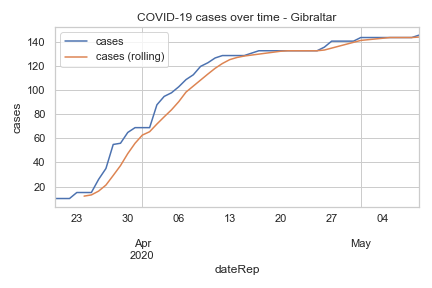 COVID-19 cases over time - Gibraltar
cases
cases (rolling)
cases
140
120
100
80
60
40
20
23
30
06
13
20
27
04
Apr
2020
May
dateRep